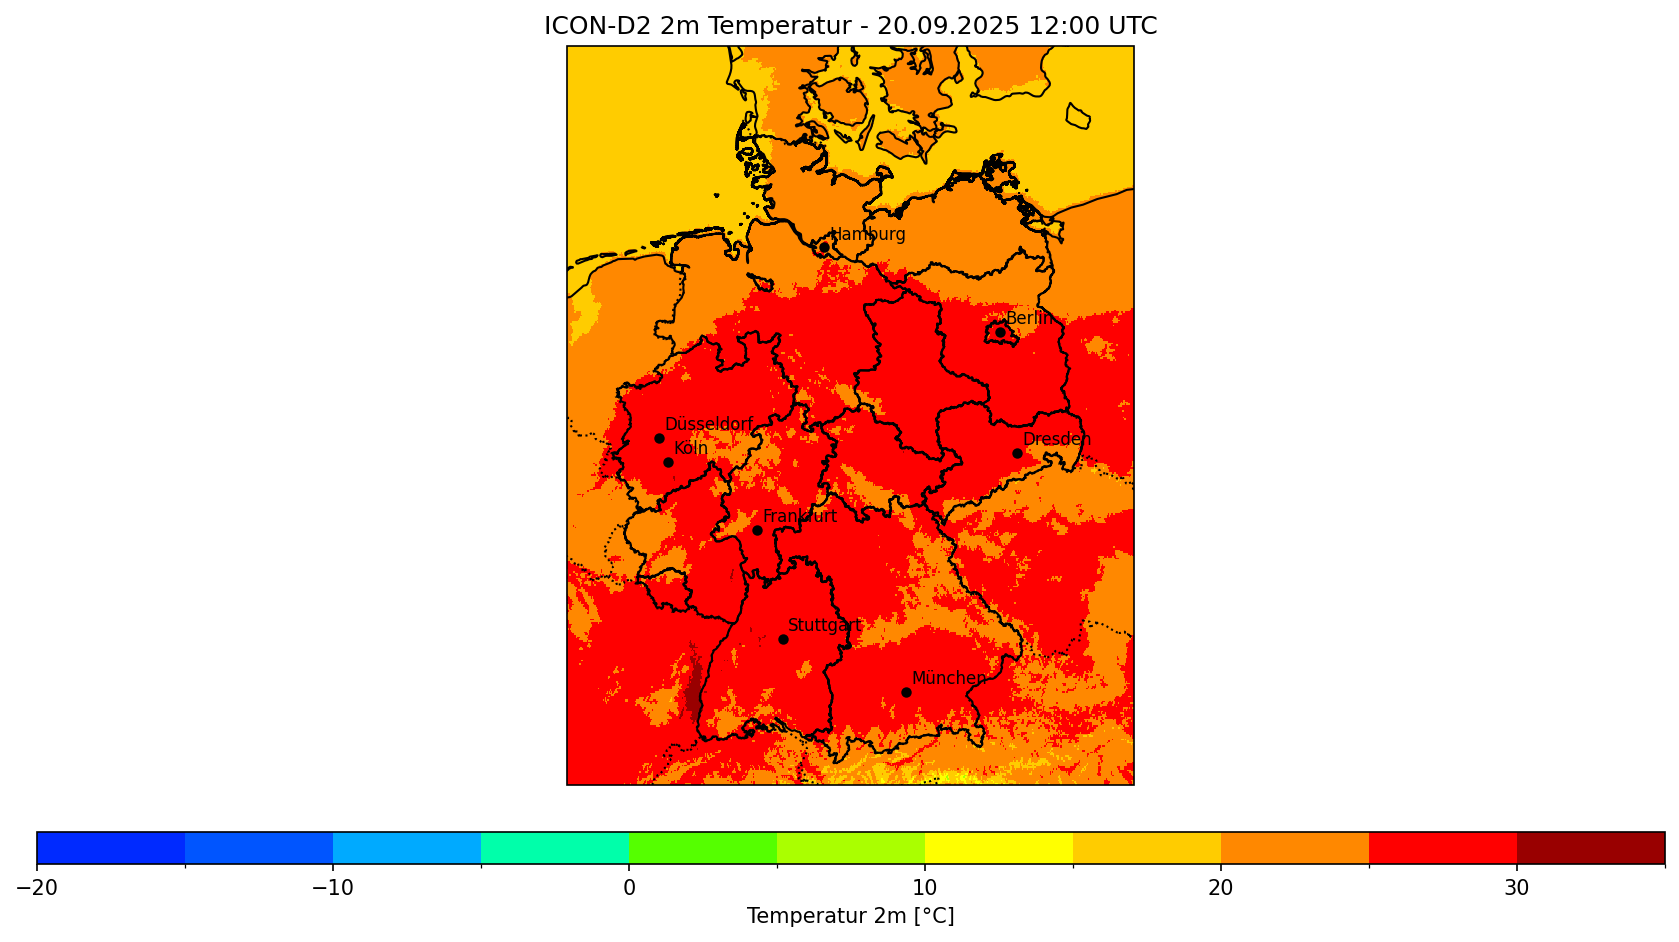 ICON-D2 2m Temperatur - 20.09.2025 12:00 UTC
Hamburg
Berlin
Düsseldorf
Köln
Dresden
Frankfurt
Stuttgart
München
−20 −10 0 10 20 30
Temperatur 2m [°C]